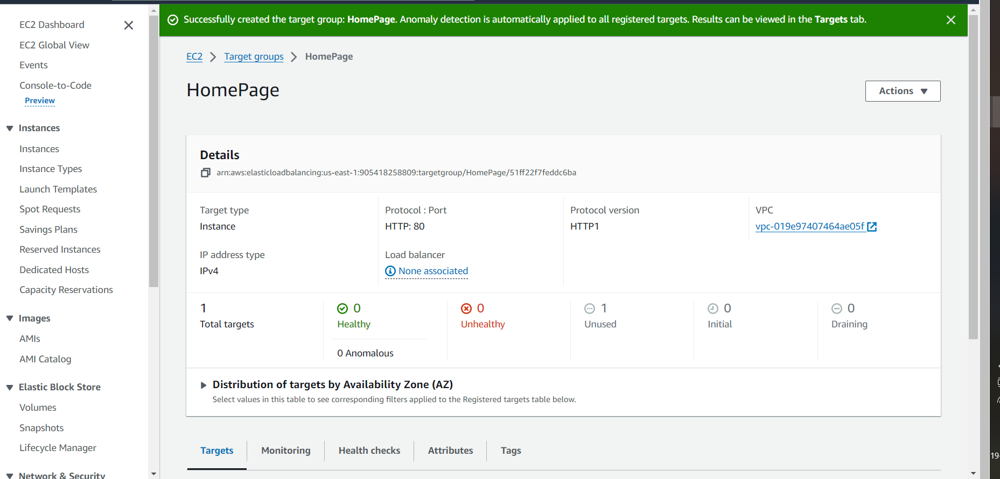 EC2 Dashboard
EC2 Global View
Events
Console-to-Code
Preview
Instances
Instances
Instance Types
Launch Templates
Spot Requests
Savings Plans
Reserved Instances
Dedicated Hosts
Capacity Reservations
Images
AMIs
AMI Catalog
Elastic Block Store
Volumes
Snapshots
Lifecycle Manager
Network & Security
Successfully created the target group: HomePage. Anomaly detection is automatically applied to all registered targets. Results can be viewed in the Targets tab.
EC2 > Target groups > HomePage
HomePage
Actions
Details
arn:aws:elasticloadbalancing:us-east-1:905418258809:targetgroup/HomePage/51ff22f7feddc6ba
Target type
Instance
Protocol : Port
HTTP: 80
Protocol version
HTTP1
VPC
vpc-019e97407464ae05f
IP address type
IPv4
Load balancer
None associated
1
Total targets
0
Healthy
0 Anomalous
0
Unhealthy
1
Unused
0
Initial
0
Draining
Distribution of targets by Availability Zone (AZ)
Select values in this table to see corresponding filters applied to the Registered targets table below.
Targets
Monitoring
Health checks
Attributes
Tags
19-